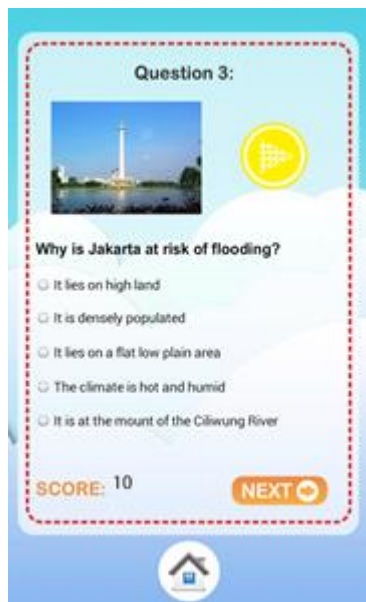 Question 3:
Why is Jakarta at risk of flooding?
It lies on high land
It is densely populated
It lies on a flat low plain area
The climate is hot and humid
It is at the mount of the Ciliwung River
SCORE: 10
NEXT